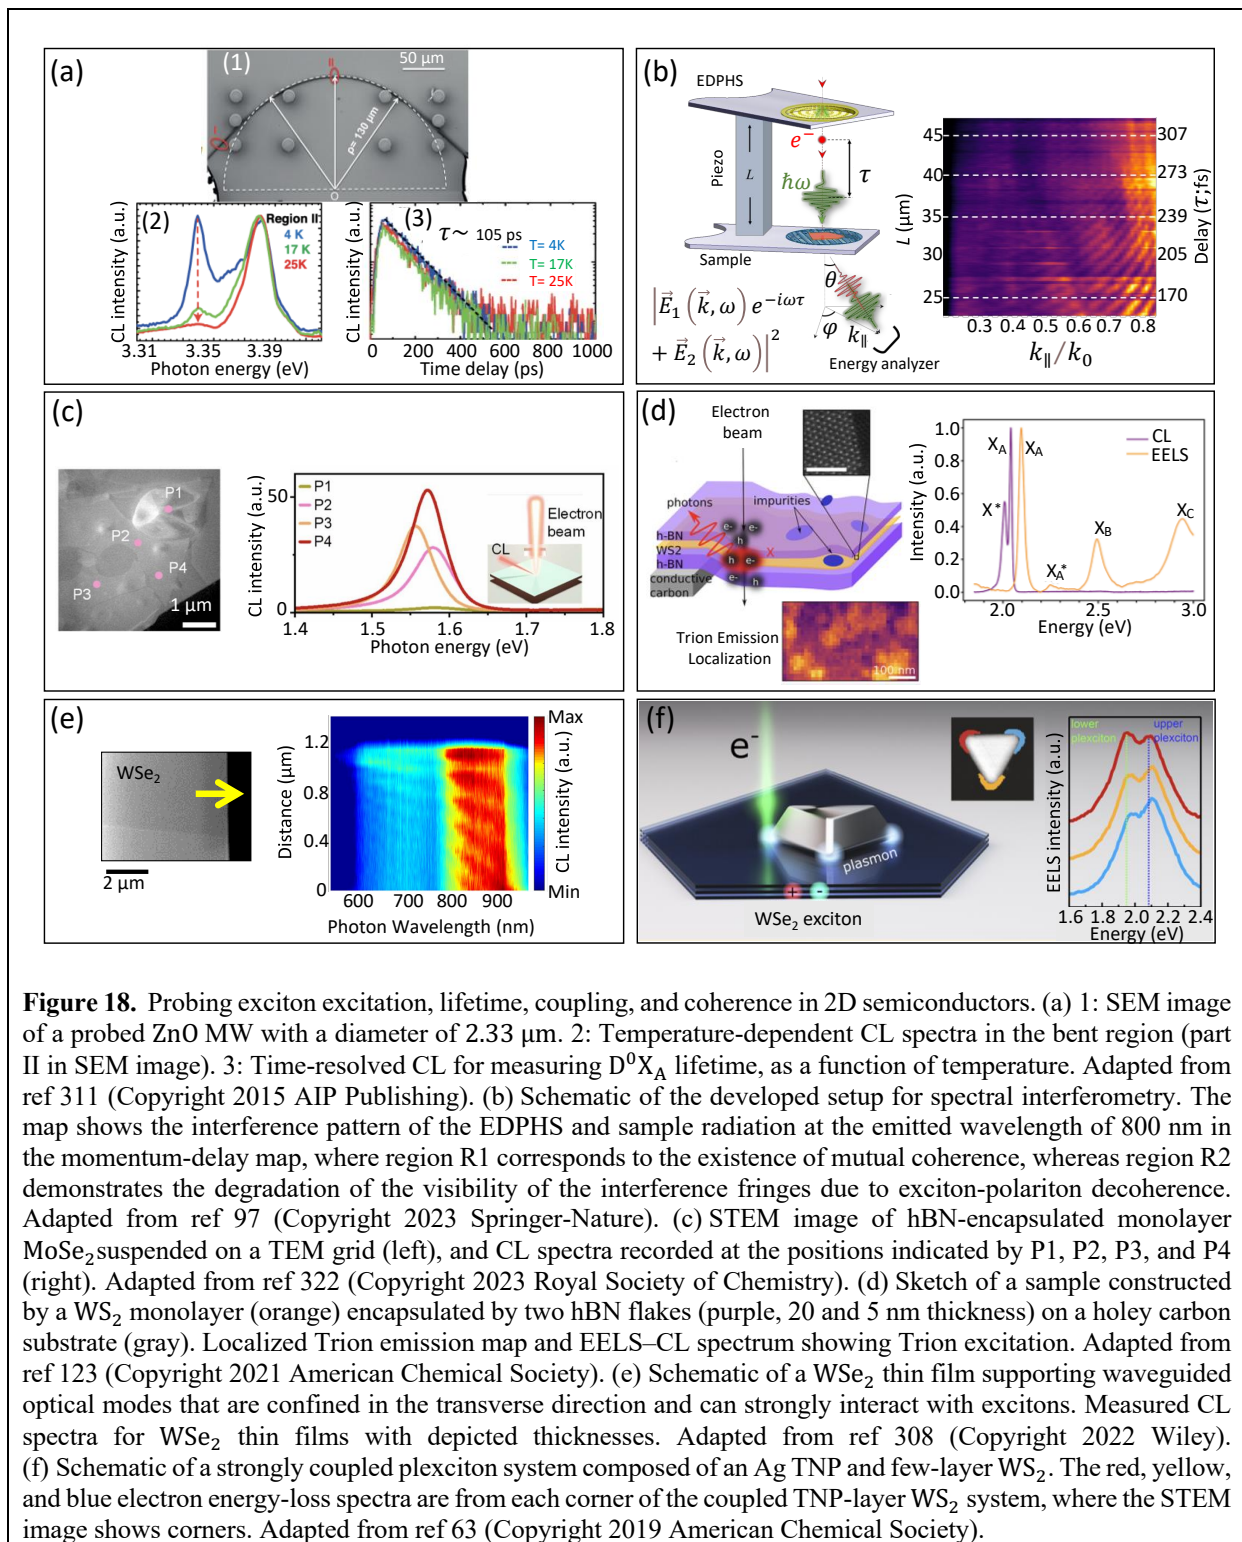 (a)
(1)
II
50 μm
I
ρ= 130 μm
O
(2)
Region II
4 K
17 K
25K
CL intensity (a.u.)
3.31 3.35 3.39
Photon energy (eV)
(3)
τ~ 105 ps
T= 4K
T= 17K
T= 25K
CL intensity (a.u.)
0 200 400 600 800 1000
Time delay (ps)
(b)
EDPHS
e⁻
Piezo
L
ħω
τ
Sample
θ
φ
k∥
Energy analyzer
|E⃗₁ (k⃗, ω) e^{−iωτ}
+ E⃗₂ (k⃗, ω)|²
L (μm)
45
40
35
30
25
307
273
239
205
170
Delay (τ;fs)
0.3 0.4 0.5 0.6 0.7 0.8
k∥/k₀
(c)
P1
P2
P4
P3
1 μm
CL intensity (a.u.)
50
0
P1
P2
P3
P4
Electron
beam
CL
1.4 1.5 1.6 1.7 1.8
Photon energy (eV)
(d)
Electron
beam
photons
impurities
h-BN
WS2
h-BN
conductive
carbon
e-
e-
h
X
h
e-
e-
h
Trion Emission
Localization
100 nm
Intensity (a.u.)
1.0
0.8
0.6
0.4
0.2
0.0
X_A
X_A
CL
EELS
X*
X_B
X_C
X_A*
2.0 2.5 3.0
Energy (eV)
(e)
WSe₂
2 μm
Distance (μm)
1.2
0.8
0.4
0
600 700 800 900
Photon Wavelength (nm)
Max
CL intensity (a.u.)
Min
(f)
e⁻
plasmon
+ -
WSe₂ exciton
EELS intensity (a.u.)
lower
plexciton
upper
plexciton
1.6 1.8 2.0 2.2 2.4
Energy (eV)
Figure 18. Probing exciton excitation, lifetime, coupling, and coherence in 2D semiconductors. (a) 1: SEM image
of a probed ZnO MW with a diameter of 2.33 μm. 2: Temperature-dependent CL spectra in the bent region (part
II in SEM image). 3: Time-resolved CL for measuring D⁰X_A lifetime, as a function of temperature. Adapted from
ref 311 (Copyright 2015 AIP Publishing). (b) Schematic of the developed setup for spectral interferometry. The
map shows the interference pattern of the EDPHS and sample radiation at the emitted wavelength of 800 nm in
the momentum-delay map, where region R1 corresponds to the existence of mutual coherence, whereas region R2
demonstrates the degradation of the visibility of the interference fringes due to exciton-polariton decoherence.
Adapted from ref 97 (Copyright 2023 Springer-Nature). (c) STEM image of hBN-encapsulated monolayer
MoSe₂suspended on a TEM grid (left), and CL spectra recorded at the positions indicated by P1, P2, P3, and P4
(right). Adapted from ref 322 (Copyright 2023 Royal Society of Chemistry). (d) Sketch of a sample constructed
by a WS₂ monolayer (orange) encapsulated by two hBN flakes (purple, 20 and 5 nm thickness) on a holey carbon
substrate (gray). Localized Trion emission map and EELS–CL spectrum showing Trion excitation. Adapted from
ref 123 (Copyright 2021 American Chemical Society). (e) Schematic of a WSe₂ thin film supporting waveguided
optical modes that are confined in the transverse direction and can strongly interact with excitons. Measured CL
spectra for WSe₂ thin films with depicted thicknesses. Adapted from ref 308 (Copyright 2022 Wiley).
(f) Schematic of a strongly coupled plexciton system composed of an Ag TNP and few-layer WS₂. The red, yellow,
and blue electron energy-loss spectra are from each corner of the coupled TNP-layer WS₂ system, where the STEM
image shows corners. Adapted from ref 63 (Copyright 2019 American Chemical Society).